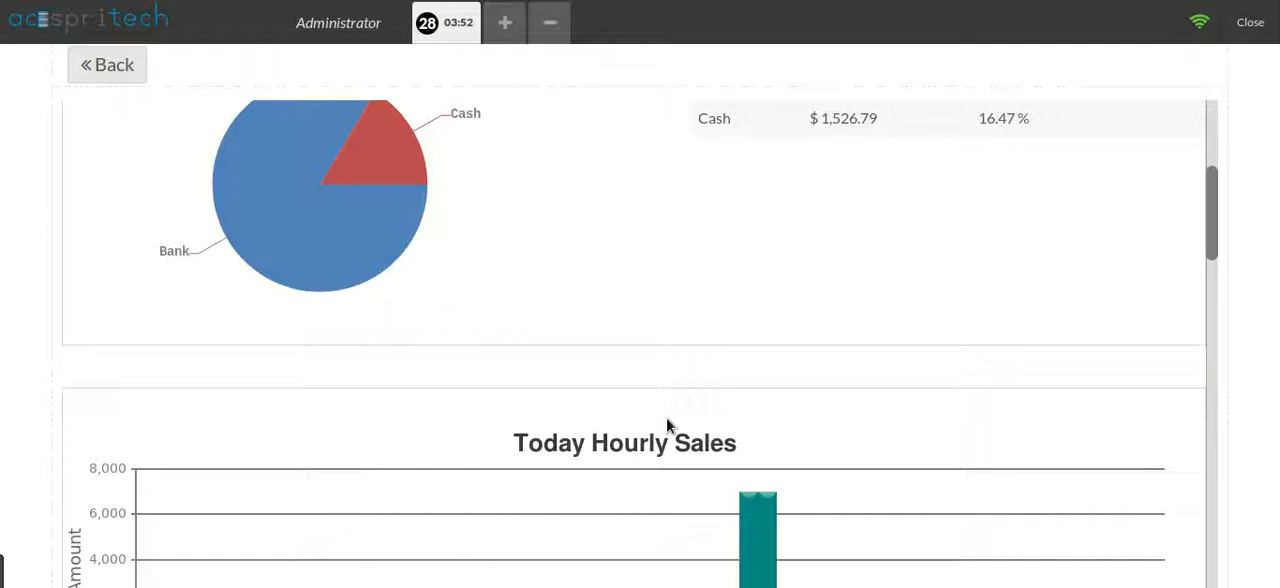 acespritech Administrator 28 03:52 + − Close
« Back
Cash
Cash $ 1,526.79 16.47 %
Bank
Today Hourly Sales
8,000
6,000
4,000
Amount